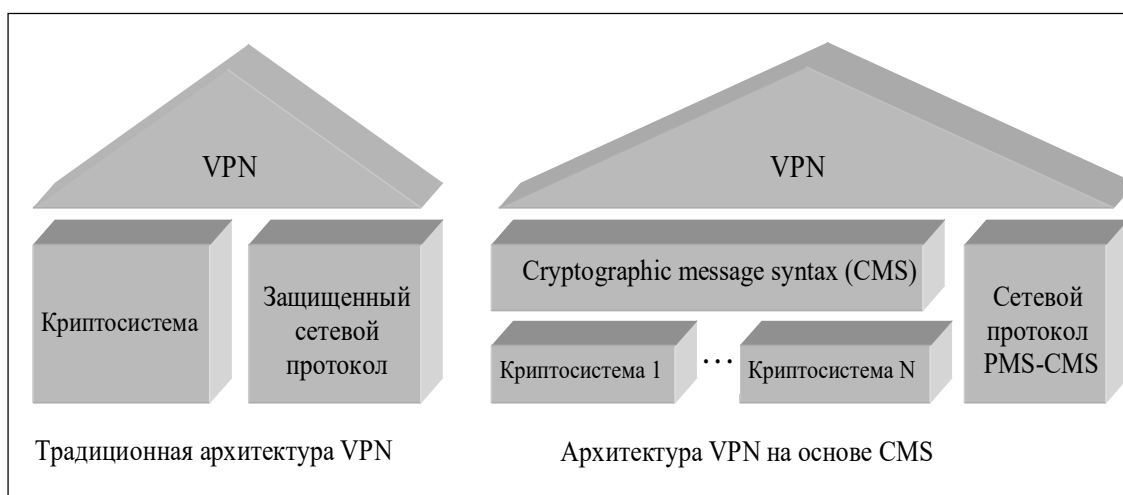 VPN
Криптосистема
Защищенный
сетевой
протокол
Традиционная архитектура VPN
VPN
Cryptographic message syntax (CMS)
Криптосистема 1
...
Криптосистема N
Сетевой
протокол
PMS-CMS
Архитектура VPN на основе CMS